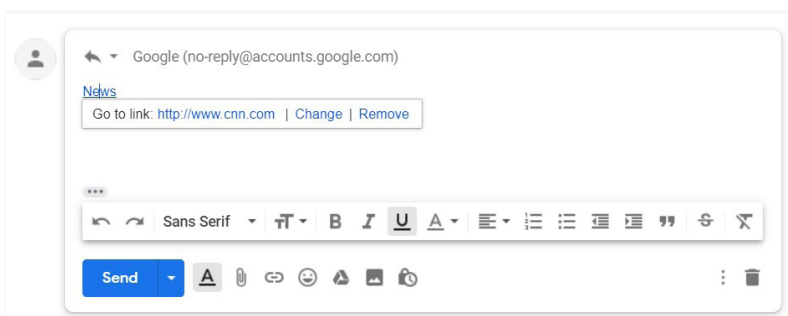 Google (no-reply@accounts.google.com)
News
Go to link: http://www.cnn.com | Change | Remove
Sans Serif
Send